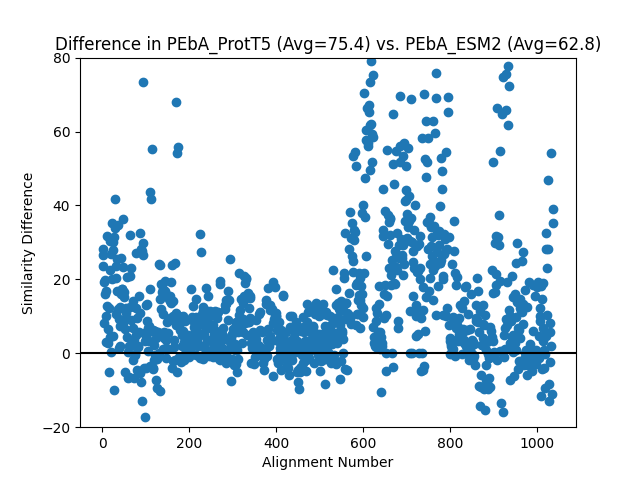 Difference in PEbA_ProtT5 (Avg=75.4) vs. PEbA_ESM2 (Avg=62.8)
80
60
40
20
0
−20
Similarity Difference
0 200 400 600 800 1000
Alignment Number